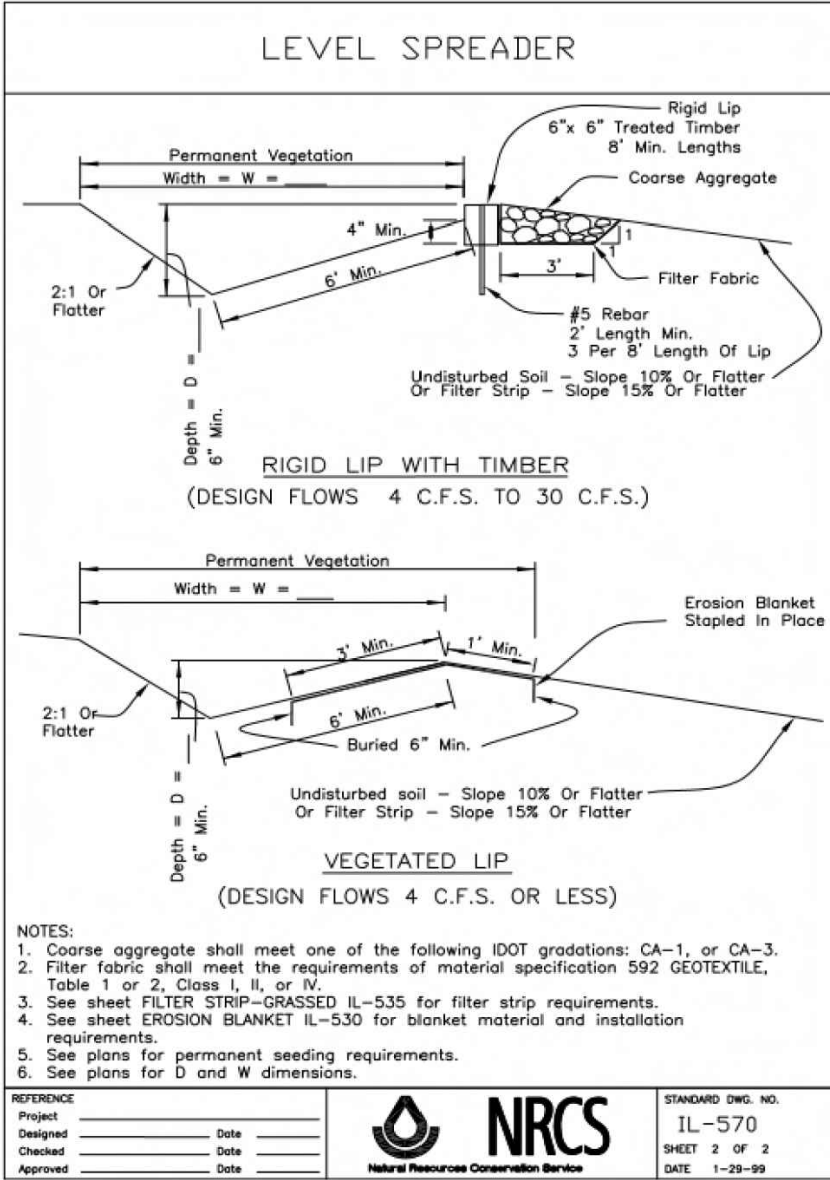 LEVEL SPREADER
Rigid Lip
6"x 6" Treated Timber
8' Min. Lengths
Permanent Vegetation
Width = W = ____
Coarse Aggregate
4" Min.
1
1
6' Min.
3'
Filter Fabric
2:1 Or
Flatter
#5 Rebar
2' Length Min.
3 Per 8' Length Of Lip
Depth = D = ____
6" Min.
Undisturbed Soil - Slope 10% Or Flatter
Or Filter Strip - Slope 15% Or Flatter
RIGID LIP WITH TIMBER
(DESIGN FLOWS 4 C.F.S. TO 30 C.F.S.)
Permanent Vegetation
Width = W = ____
Erosion Blanket
Stapled In Place
3' Min.
1' Min.
6' Min.
2:1 Or
Flatter
Buried 6" Min.
Depth = D = ____
6" Min.
Undisturbed soil - Slope 10% Or Flatter
Or Filter Strip - Slope 15% Or Flatter
VEGETATED LIP
(DESIGN FLOWS 4 C.F.S. OR LESS)
NOTES:
1. Coarse aggregate shall meet one of the following IDOT gradations: CA-1, or CA-3.
2. Filter fabric shall meet the requirements of material specification 592 GEOTEXTILE,
Table 1 or 2, Class I, II, or IV.
3. See sheet FILTER STRIP-GRASSED IL-535 for filter strip requirements.
4. See sheet EROSION BLANKET IL-530 for blanket material and installation
requirements.
5. See plans for permanent seeding requirements.
6. See plans for D and W dimensions.
REFERENCE
Project ____
Designed ____ Date ____
Checked ____ Date ____
Approved ____ Date ____
NRCS
Natural Resources Conservation Service
STANDARD DWG. NO.
IL-570
SHEET 2 OF 2
DATE 1-29-99